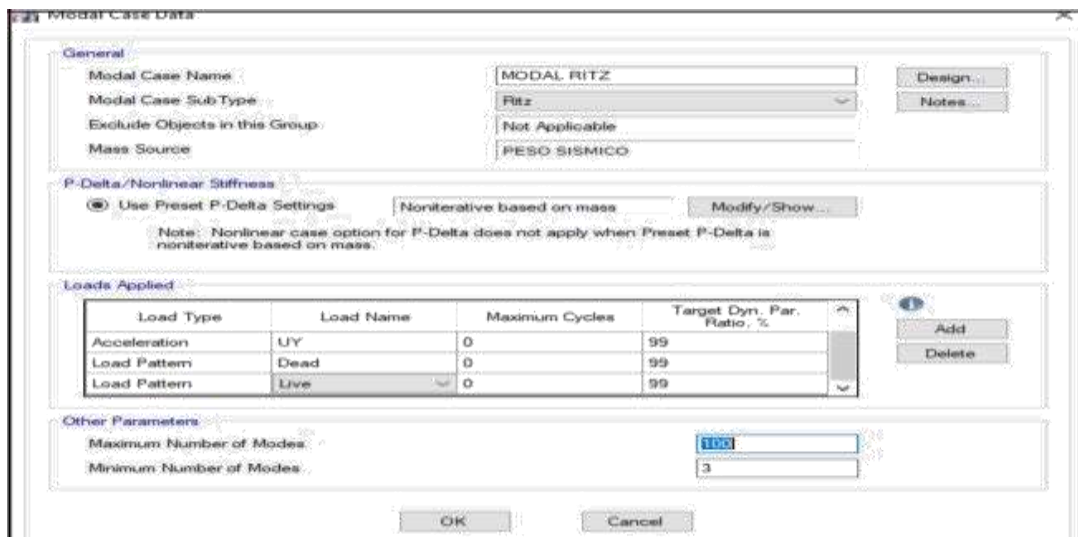 Modal Case Data
General
Modal Case Name MODAL RITZ Design...
Modal Case SubType Ritz Notes...
Exclude Objects in this Group Not Applicable
Mass Source PESO SISMICO
P-Delta/Nonlinear Stiffness
Use Preset P-Delta Settings Noniterative based on mass Modify/Show...
Note: Nonlinear case option for P-Delta does not apply when Preset P-Delta is
noniterative based on mass.
Loads Applied
Load Type Load Name Maximum Cycles Target Dyn. Par.
Ratio, %
Add
Acceleration UY 0 99
Delete
Load Pattern Dead 0 99
Load Pattern Live 0 99
Other Parameters
Maximum Number of Modes 100
Minimum Number of Modes 3
OK Cancel